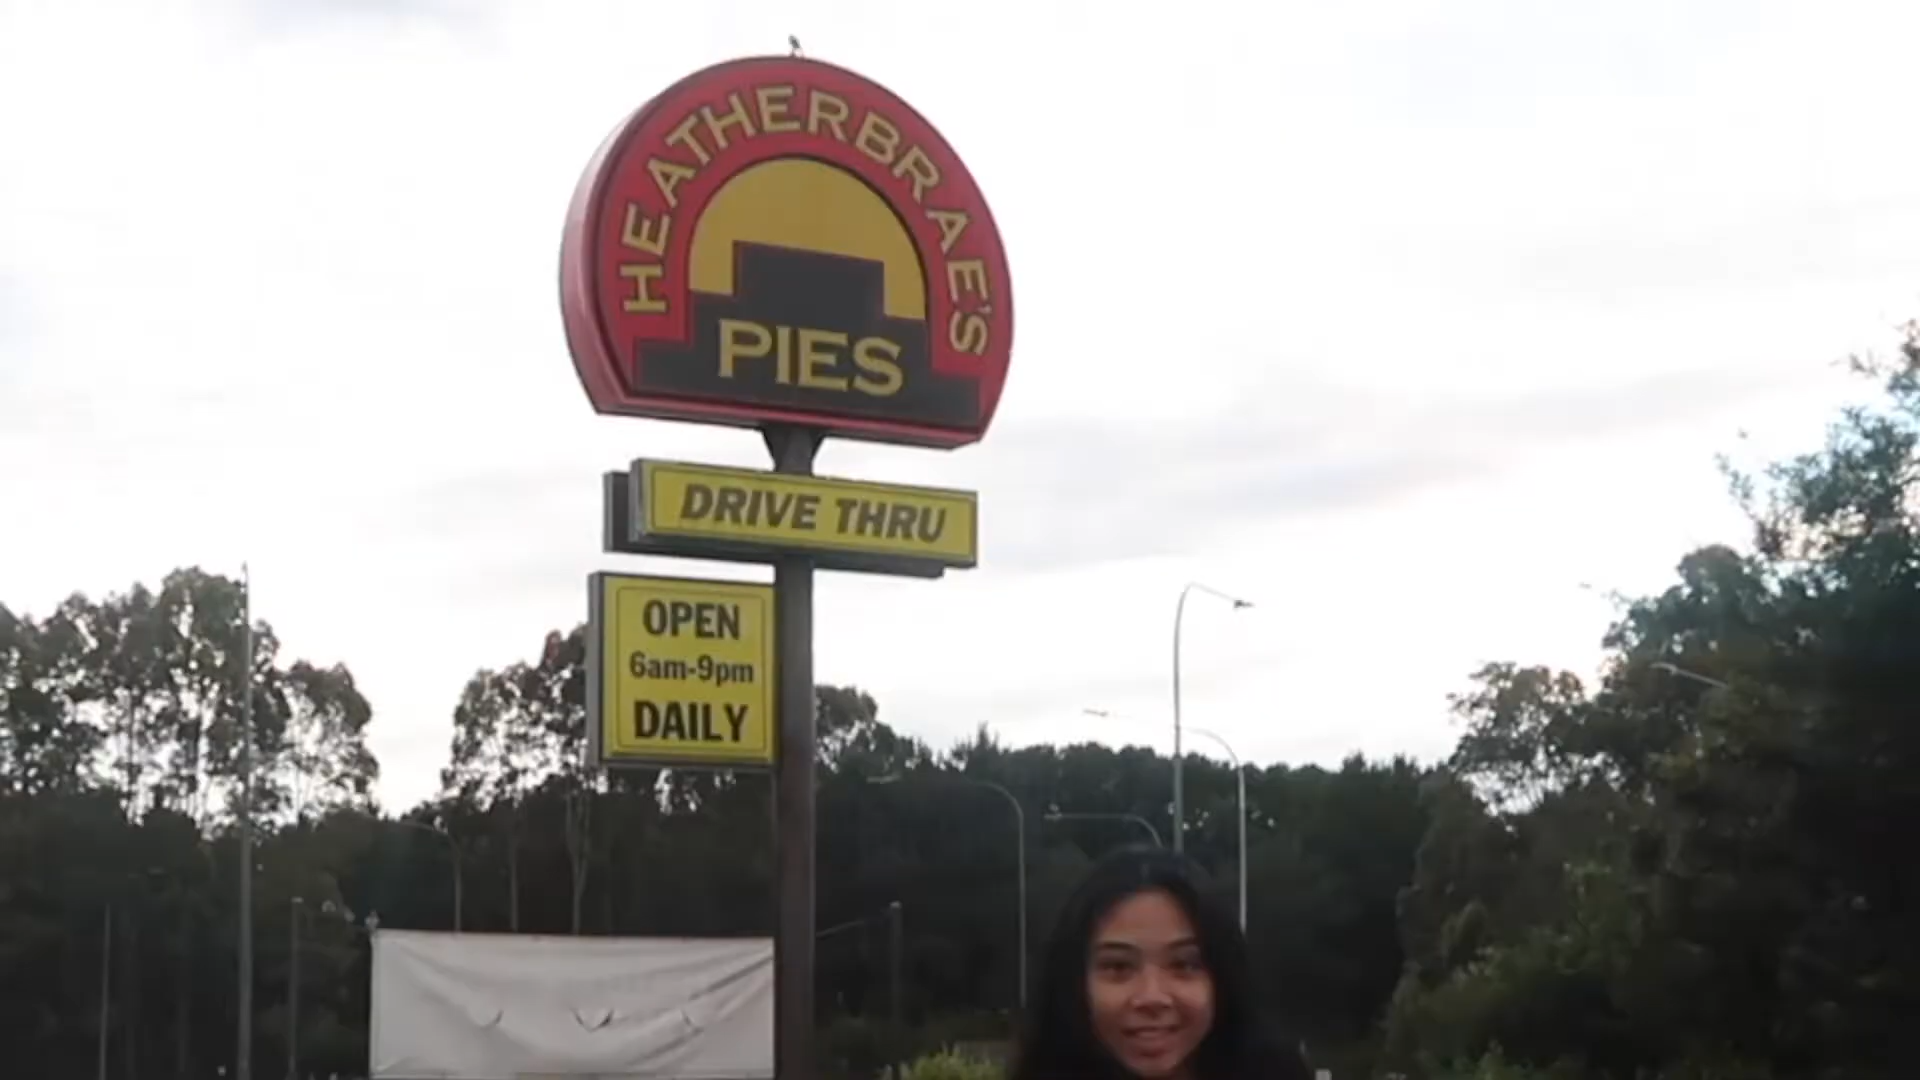 HEATHERBRAE'S
PIES
DRIVE THRU
OPEN
6am-9pm
DAILY